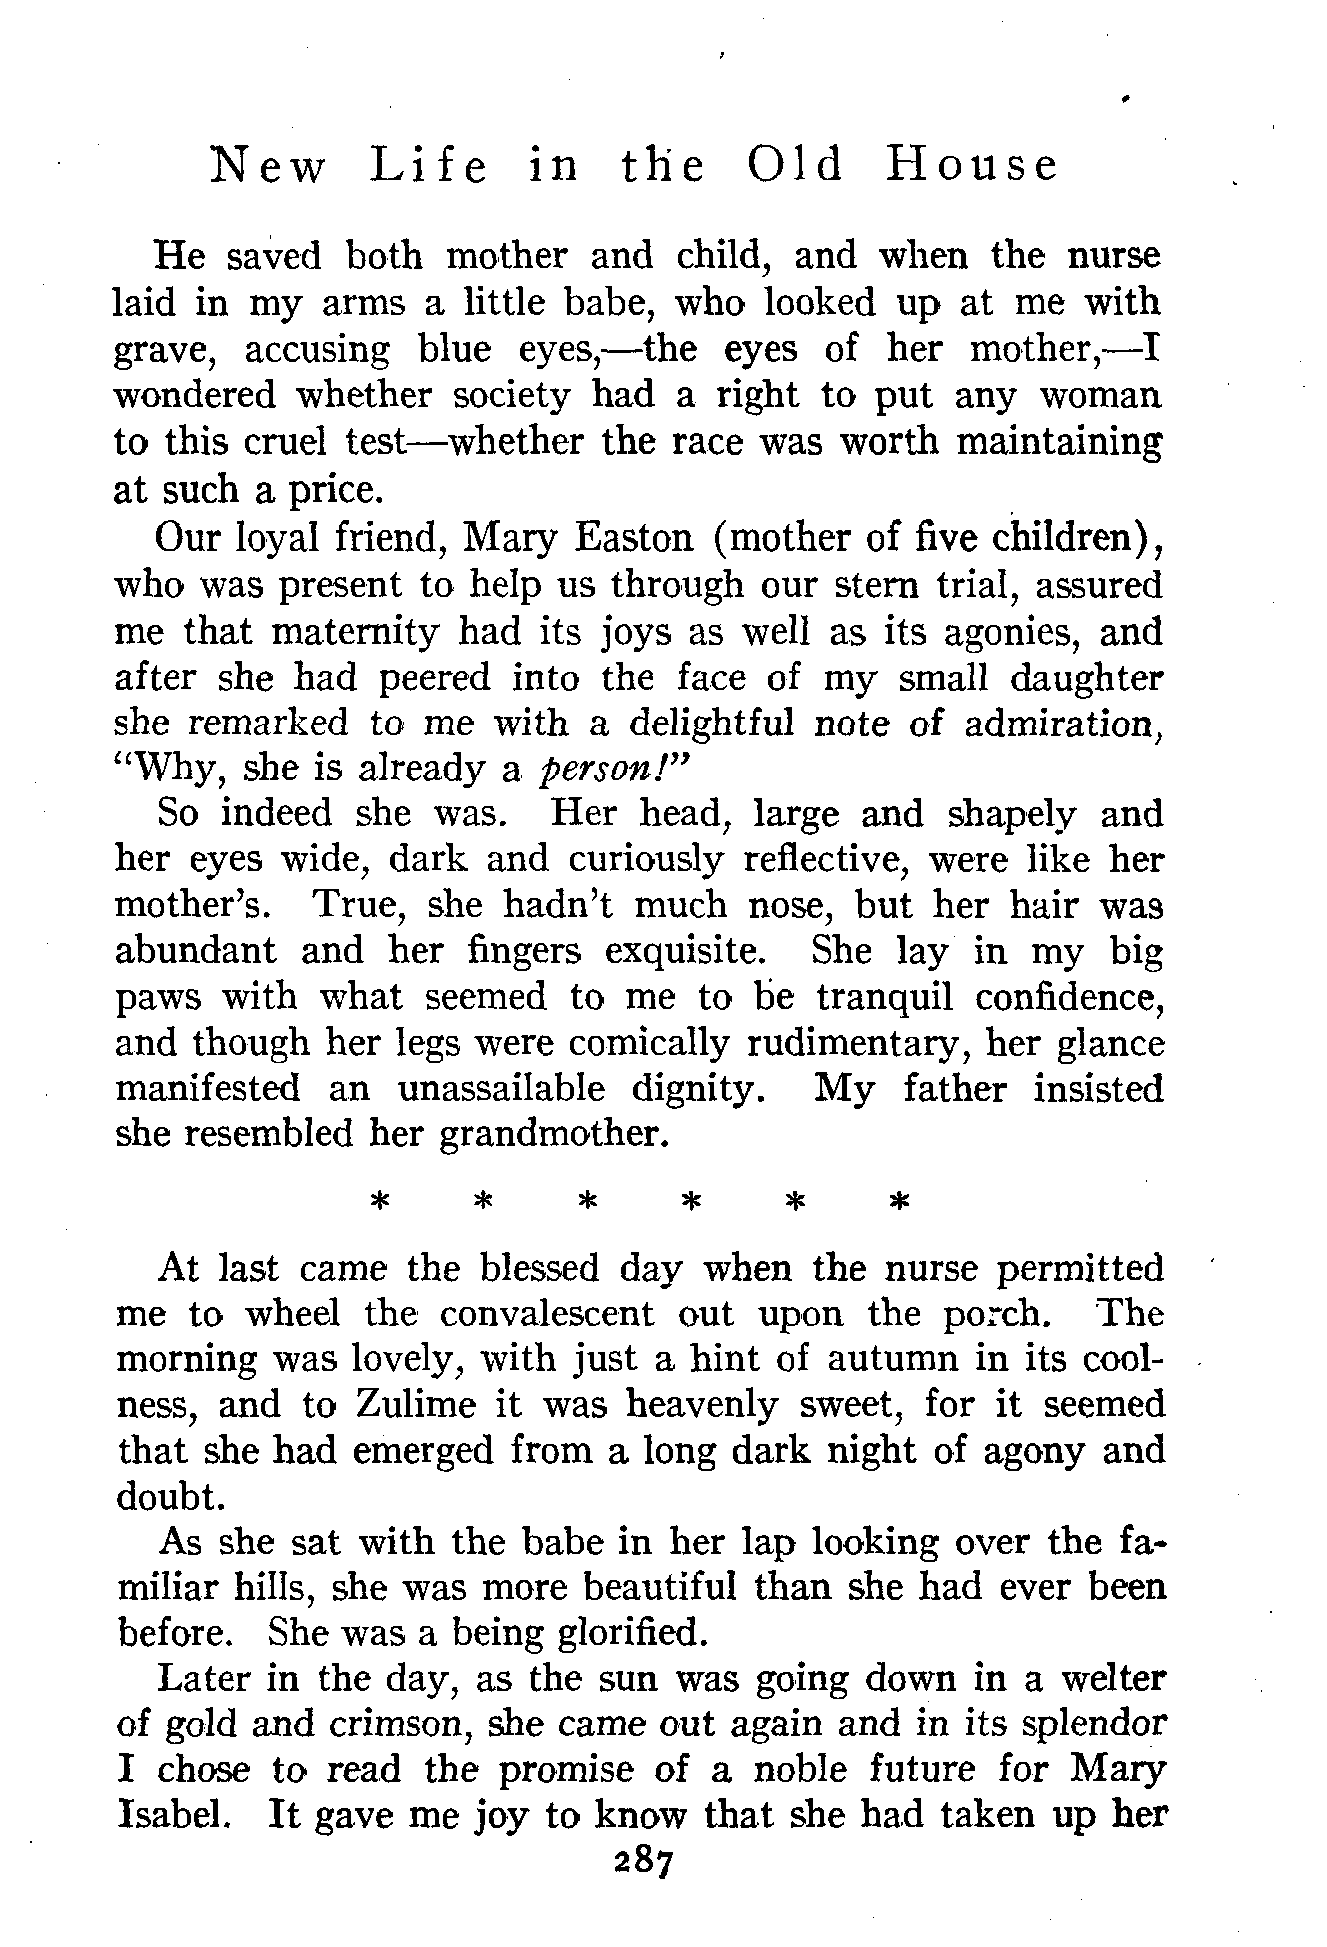 New Life in the Old House
He saved both mother and child, and when the nurse
laid in my arms a little babe, who looked up at me with
grave, accusing blue eyes,—the eyes of her mother,—I
wondered whether society had a right to put any woman
to this cruel test—whether the race was worth maintaining
at such a price.
Our loyal friend, Mary Easton (mother of five children),
who was present to help us through our stern trial, assured
me that maternity had its joys as well as its agonies, and
after she had peered into the face of my small daughter
she remarked to me with a delightful note of admiration,
“Why, she is already a person!”
So indeed she was. Her head, large and shapely and
her eyes wide, dark and curiously reflective, were like her
mother’s. True, she hadn’t much nose, but her hair was
abundant and her fingers exquisite. She lay in my big
paws with what seemed to me to be tranquil confidence,
and though her legs were comically rudimentary, her glance
manifested an unassailable dignity. My father insisted
she resembled her grandmother.
* * * * * *
At last came the blessed day when the nurse permitted
me to wheel the convalescent out upon the porch. The
morning was lovely, with just a hint of autumn in its cool-
ness, and to Zulime it was heavenly sweet, for it seemed
that she had emerged from a long dark night of agony and
doubt.
As she sat with the babe in her lap looking over the fa-
miliar hills, she was more beautiful than she had ever been
before. She was a being glorified.
Later in the day, as the sun was going down in a welter
of gold and crimson, she came out again and in its splendor
I chose to read the promise of a noble future for Mary
Isabel. It gave me joy to know that she had taken up her
287